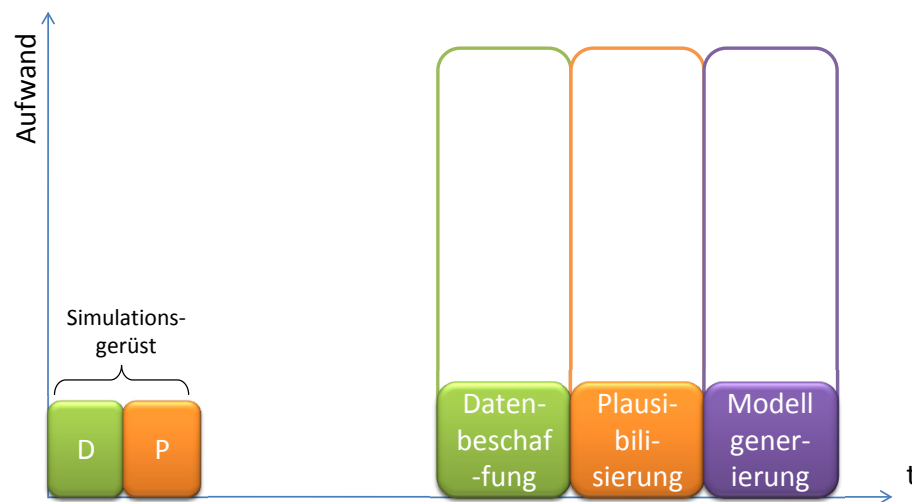 Aufwand
Simulations-
gerüst
D
P
Daten-
beschaf
-fung
Plausi-
bili-
sierung
Modell
gener-
ierung
t